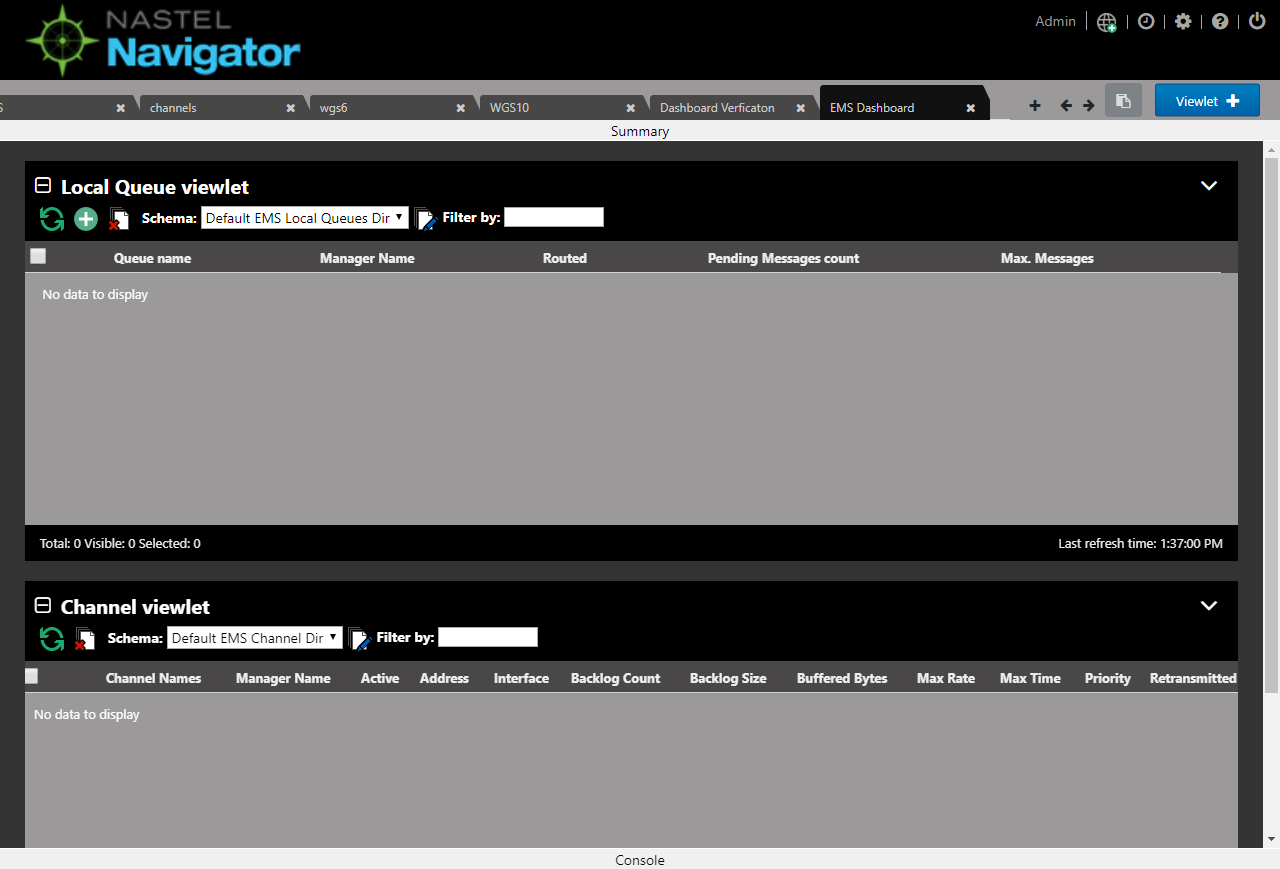 NASTEL
Navigator
Admin
S channels wgs6 WGS10 Dashboard Verficaton EMS Dashboard Viewlet
Summary
Local Queue viewlet
Schema: Default EMS Local Queues Dir Filter by:
Queue name Manager Name Routed Pending Messages count Max. Messages
No data to display
Total: 0 Visible: 0 Selected: 0 Last refresh time: 1:37:00 PM
Channel viewlet
Schema: Default EMS Channel Dir Filter by:
Channel Names Manager Name Active Address Interface Backlog Count Backlog Size Buffered Bytes Max Rate Max Time Priority Retransmitted
No data to display
Console